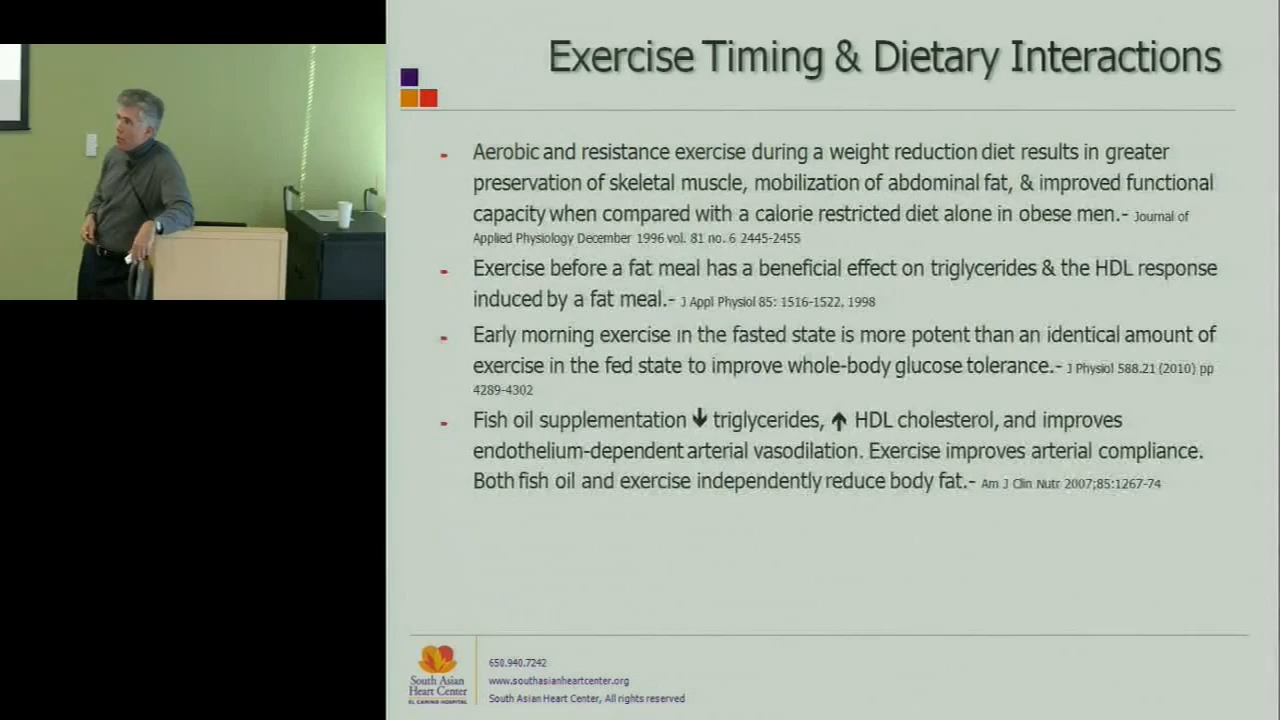 Exercise Timing & Dietary Interactions
- Aerobic and resistance exercise during a weight reduction diet results in greater
preservation of skeletal muscle, mobilization of abdominal fat, & improved functional
capacity when compared with a calorie restricted diet alone in obese men.- Journal of
Applied Physiology December 1996 vol. 81 no. 6 2445-2455
- Exercise before a fat meal has a beneficial effect on triglycerides & the HDL response
induced by a fat meal.- J Appl Physiol 85: 1516-1522, 1998
- Early morning exercise in the fasted state is more potent than an identical amount of
exercise in the fed state to improve whole-body glucose tolerance.- J Physiol 588.21 (2010) pp
4289-4302
- Fish oil supplementation ↓ triglycerides, ↑ HDL cholesterol, and improves
endothelium-dependent arterial vasodilation. Exercise improves arterial compliance.
Both fish oil and exercise independently reduce body fat.- Am J Clin Nutr 2007;85:1267-74
South Asian
Heart Center
EL CAMINO HOSPITAL
650.940.7242
www.southasianheartcenter.org
South Asian Heart Center, All rights reserved